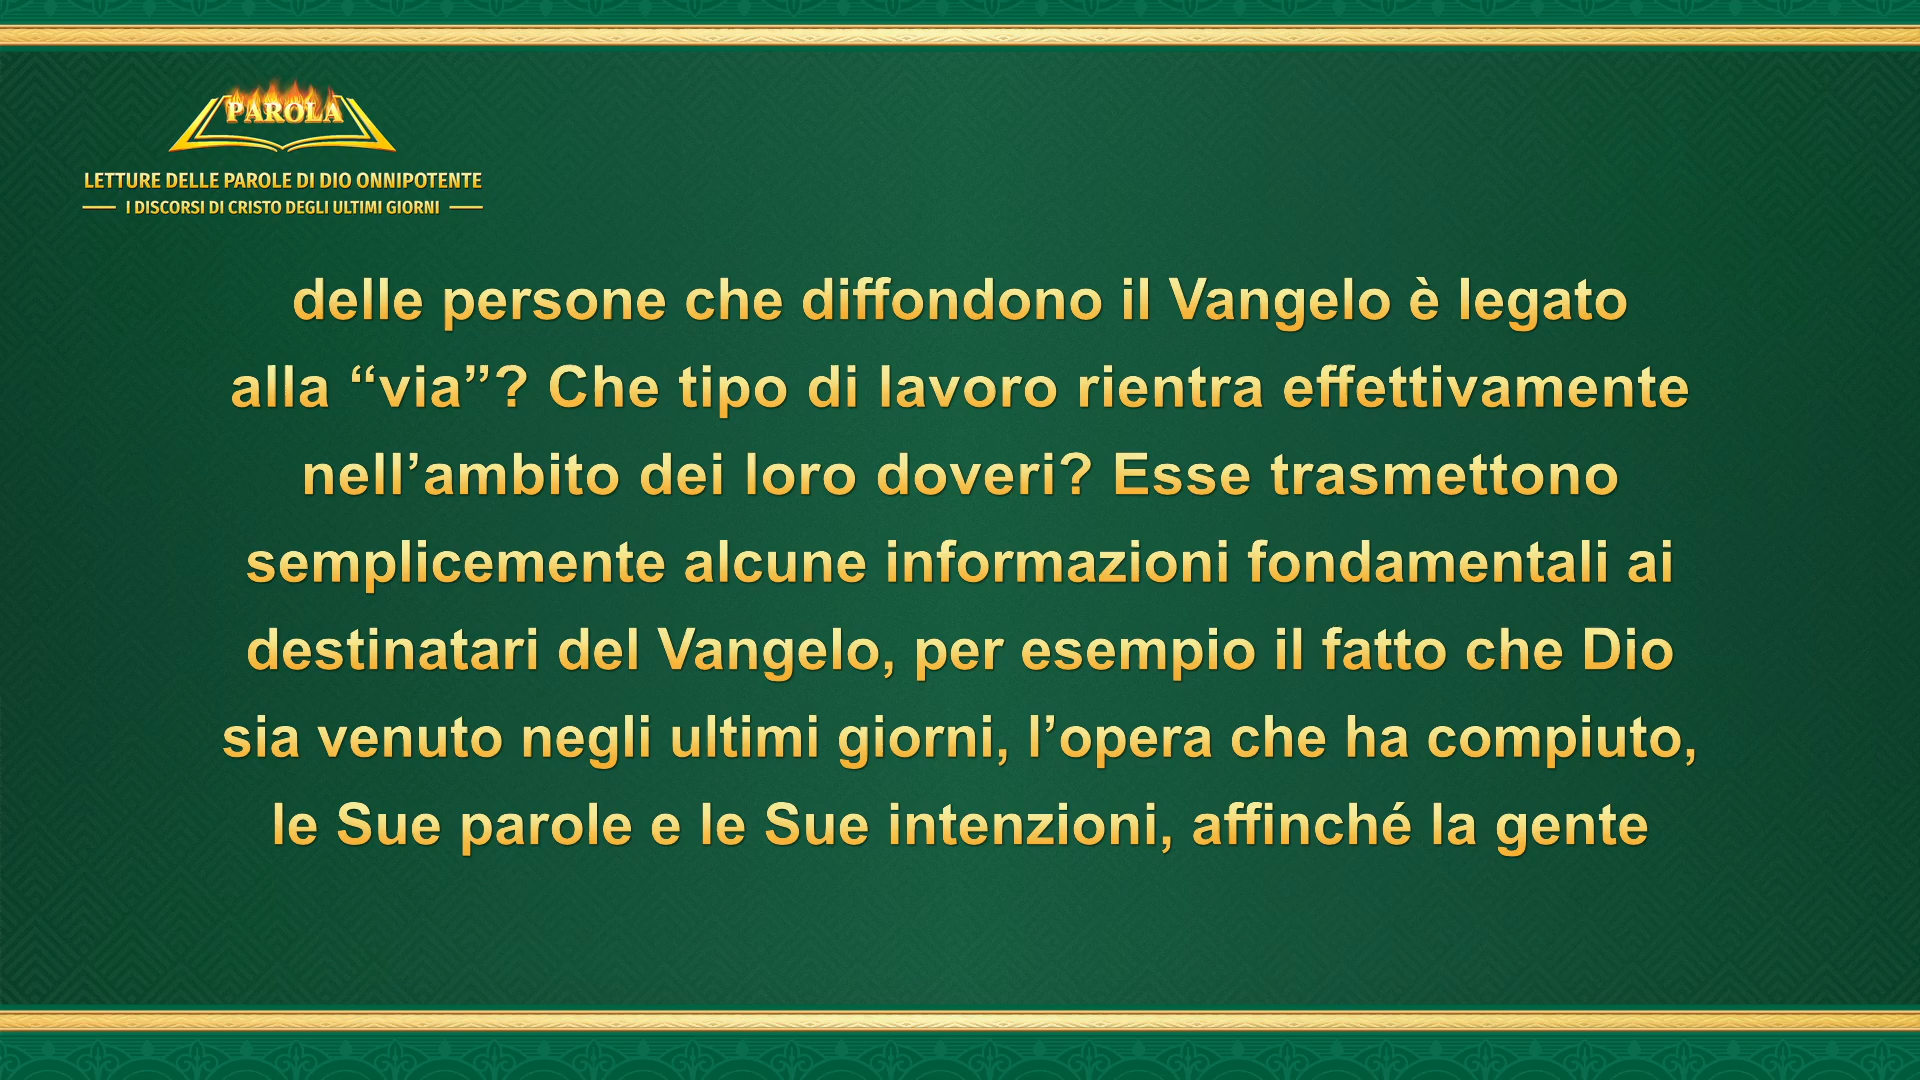 PAROLA
LETTURE DELLE PAROLE DI DIO ONNIPOTENTE
I DISCORSI DI CRISTO DEGLI ULTIMI GIORNI
delle persone che diffondono il Vangelo è legato
alla “via”? Che tipo di lavoro rientra effettivamente
nell’ambito dei loro doveri? Esse trasmettono
semplicemente alcune informazioni fondamentali ai
destinatari del Vangelo, per esempio il fatto che Dio
sia venuto negli ultimi giorni, l’opera che ha compiuto,
le Sue parole e le Sue intenzioni, affinché la gente